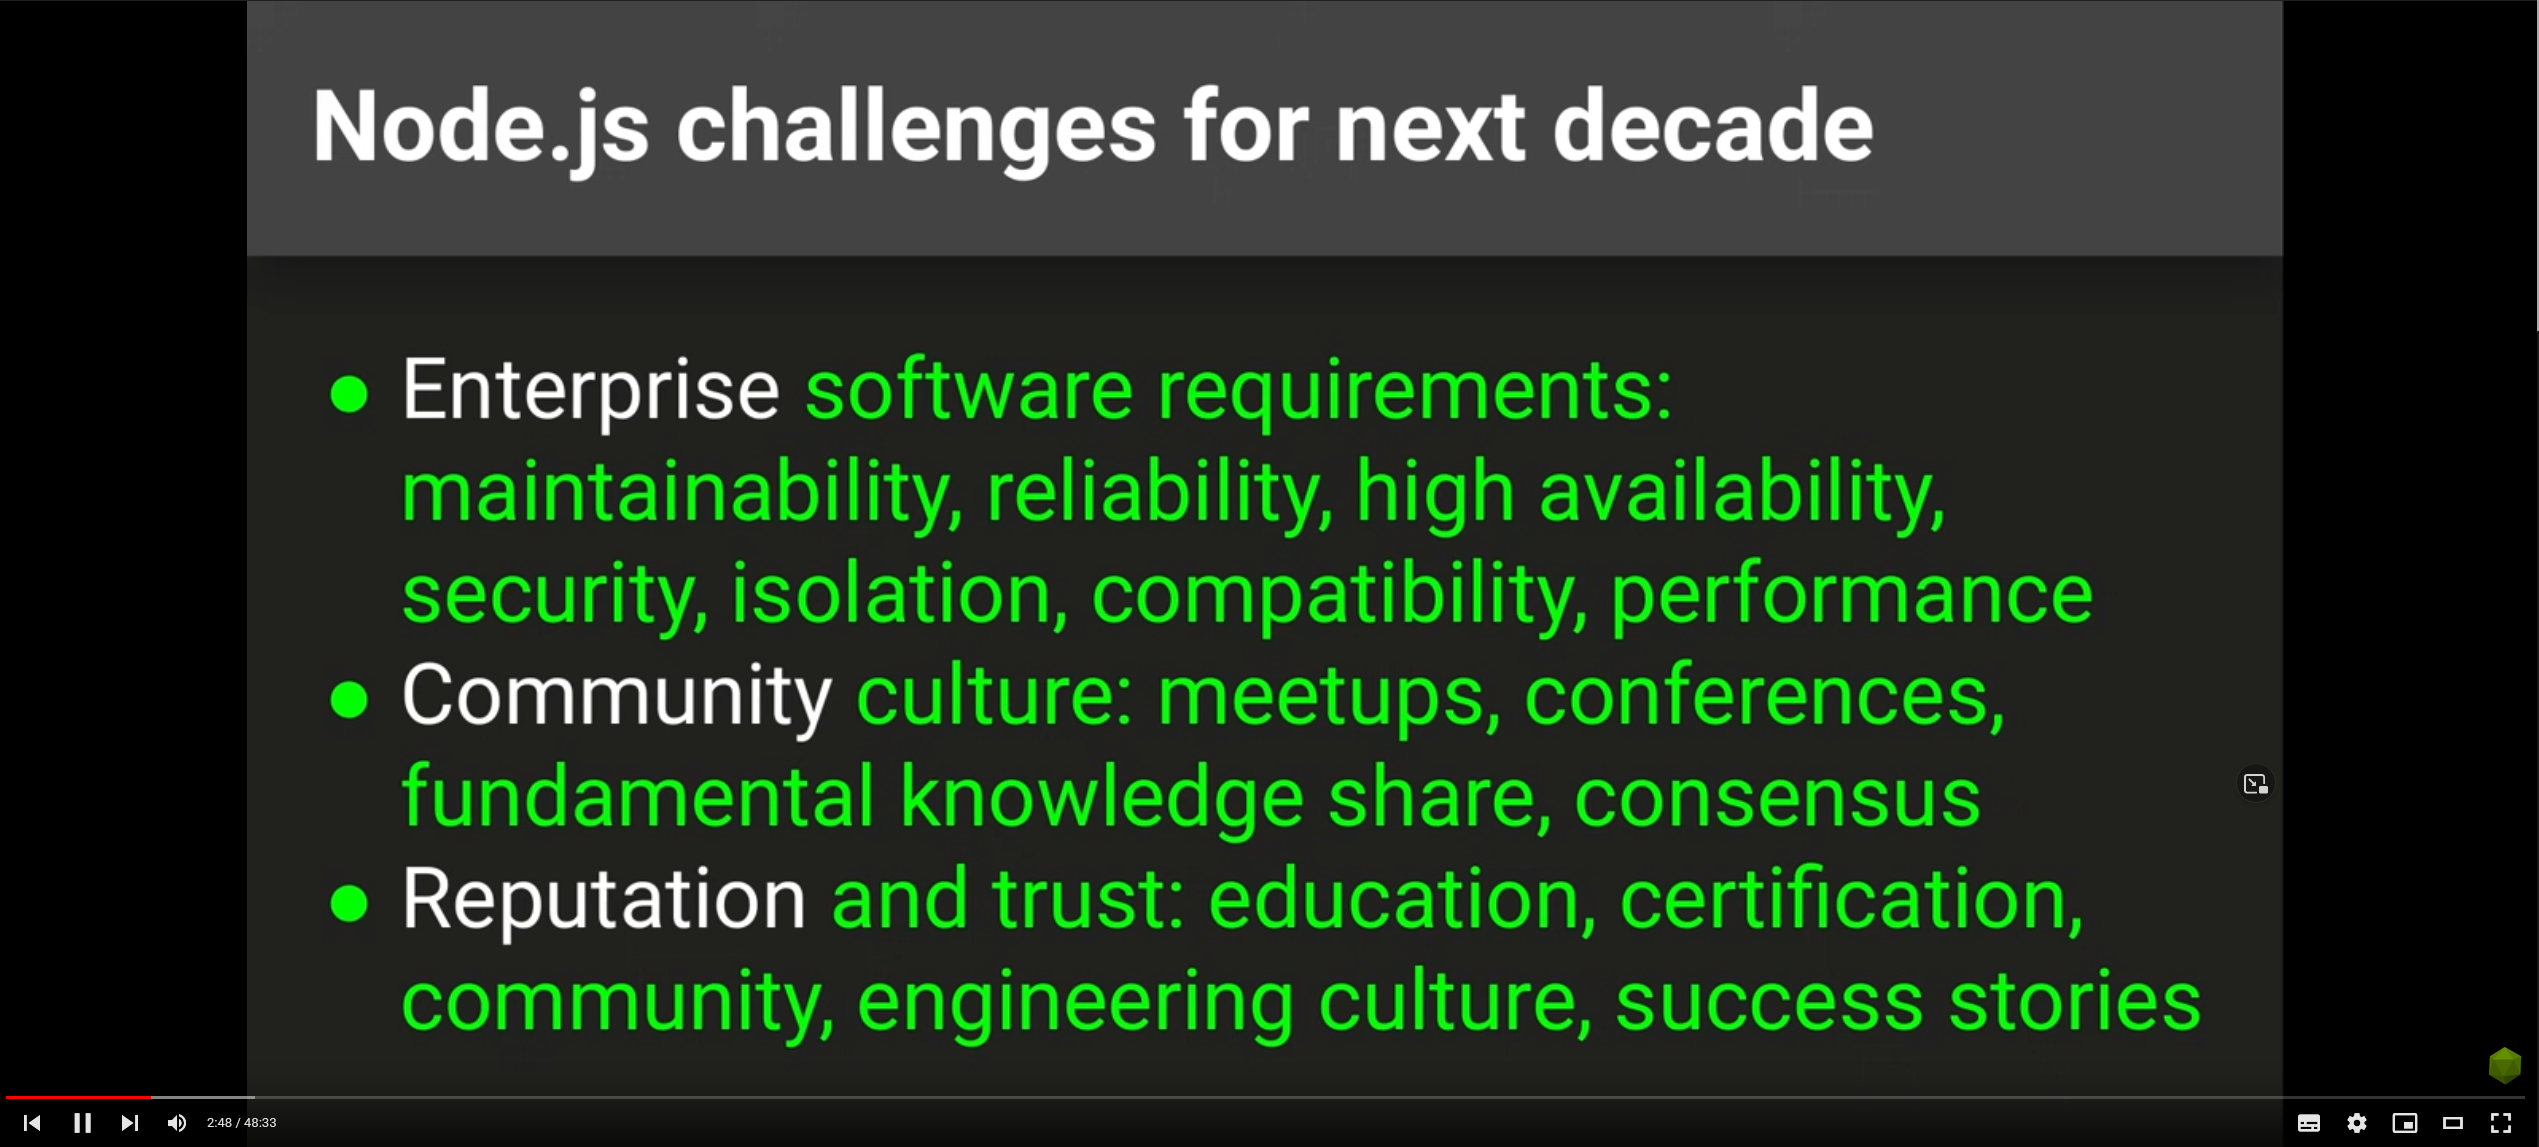 Node.js challenges for next decade
Enterprise software requirements:
maintainability, reliability, high availability,
security, isolation, compatibility, performance
Community culture: meetups, conferences,
fundamental knowledge share, consensus
Reputation and trust: education, certification,
community, engineering culture, success stories
2:48 / 48:33